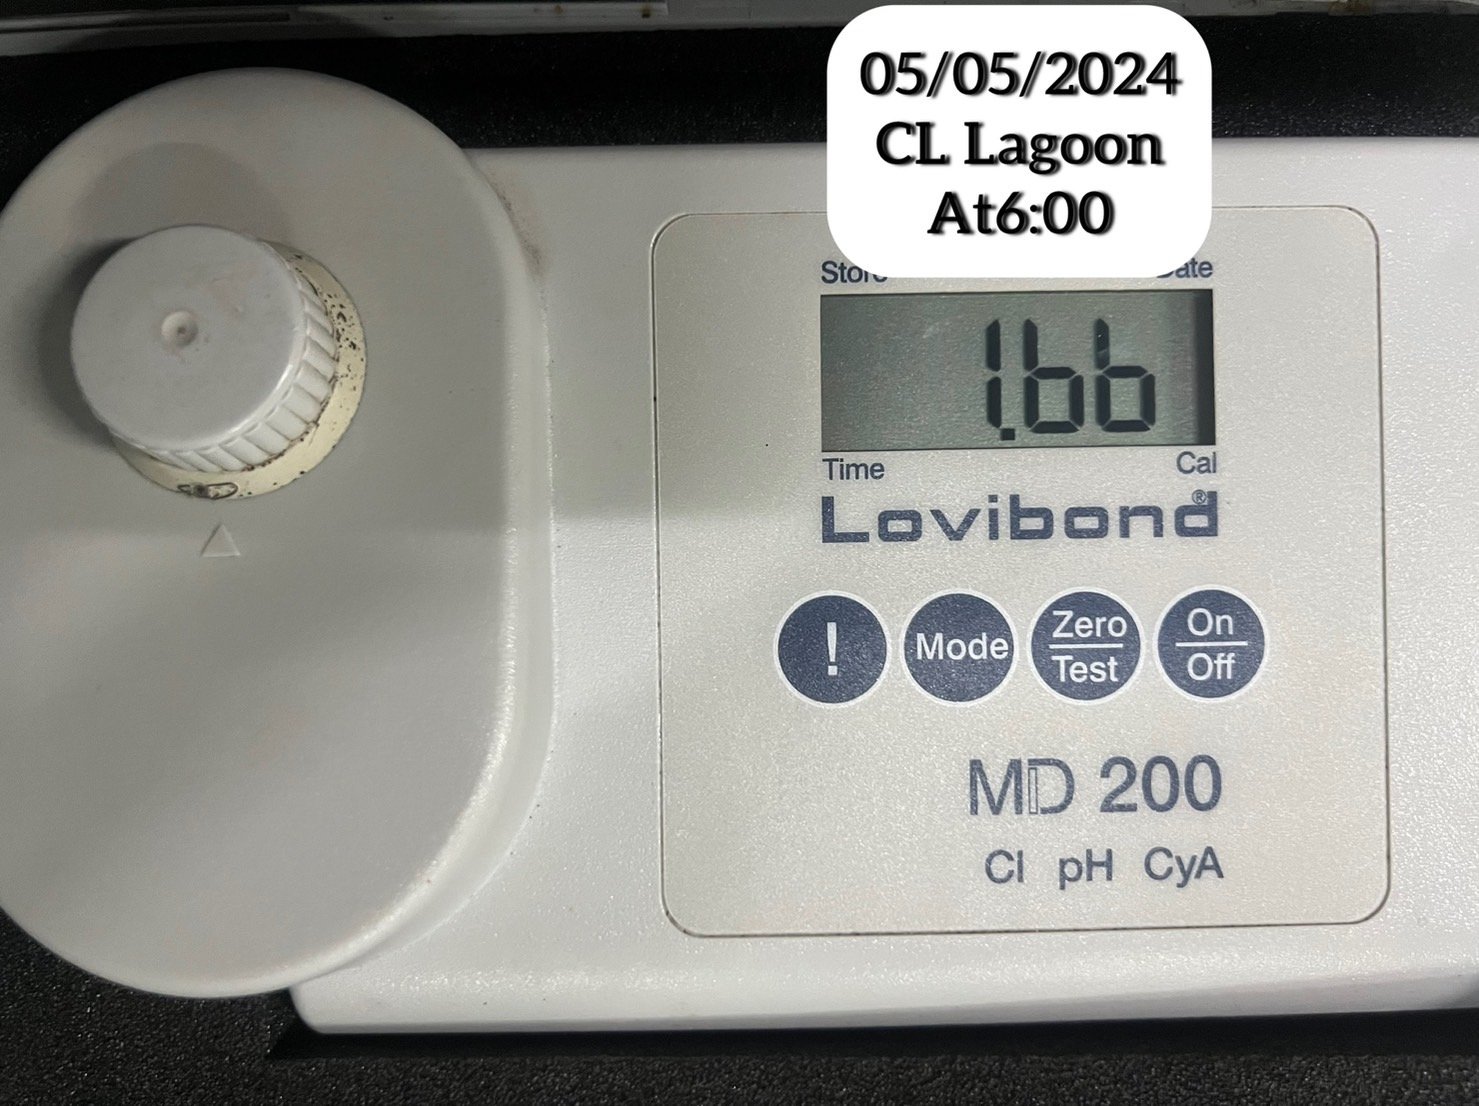 05/05/2024
CL Lagoon
At6:00
Store Date
1.66
Time Cal
Lovibond®
!
Mode
Zero
Test
On
Off
MD 200
Cl pH CyA